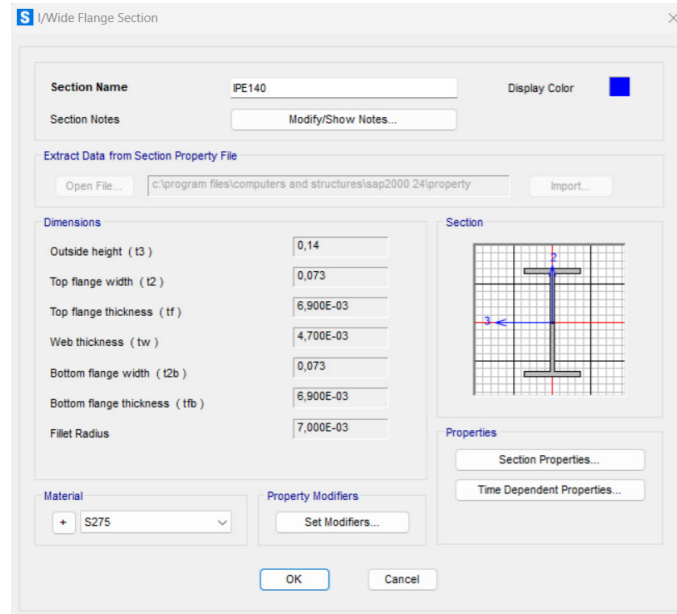 S I/Wide Flange Section
Section Name IPE140 Display Color
Section Notes Modify/Show Notes...
Extract Data from Section Property File
Open File... c:\program files\computers and structures\sap2000 24\property Import...
Dimensions
Outside height ( t3 ) 0,14
Top flange width ( t2 ) 0,073
Top flange thickness ( tf ) 6,900E-03
Web thickness ( tw ) 4,700E-03
Bottom flange width ( t2b ) 0,073
Bottom flange thickness ( tfb ) 6,900E-03
Fillet Radius 7,000E-03
Section
2
3
Properties
Section Properties...
Time Dependent Properties...
Material
+ S275
Property Modifiers
Set Modifiers...
OK Cancel